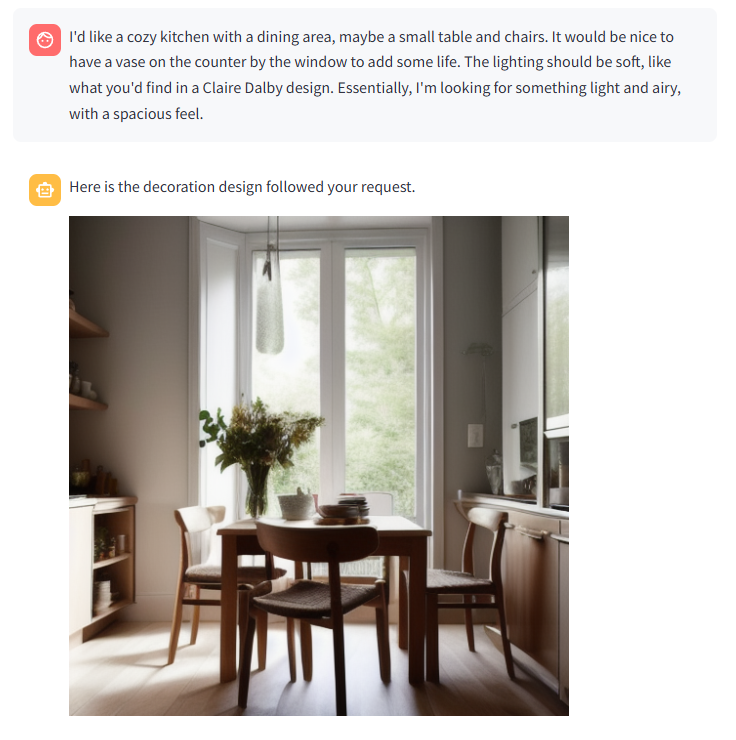 I'd like a cozy kitchen with a dining area, maybe a small table and chairs. It would be nice to
have a vase on the counter by the window to add some life. The lighting should be soft, like
what you'd find in a Claire Dalby design. Essentially, I'm looking for something light and airy,
with a spacious feel.
Here is the decoration design followed your request.